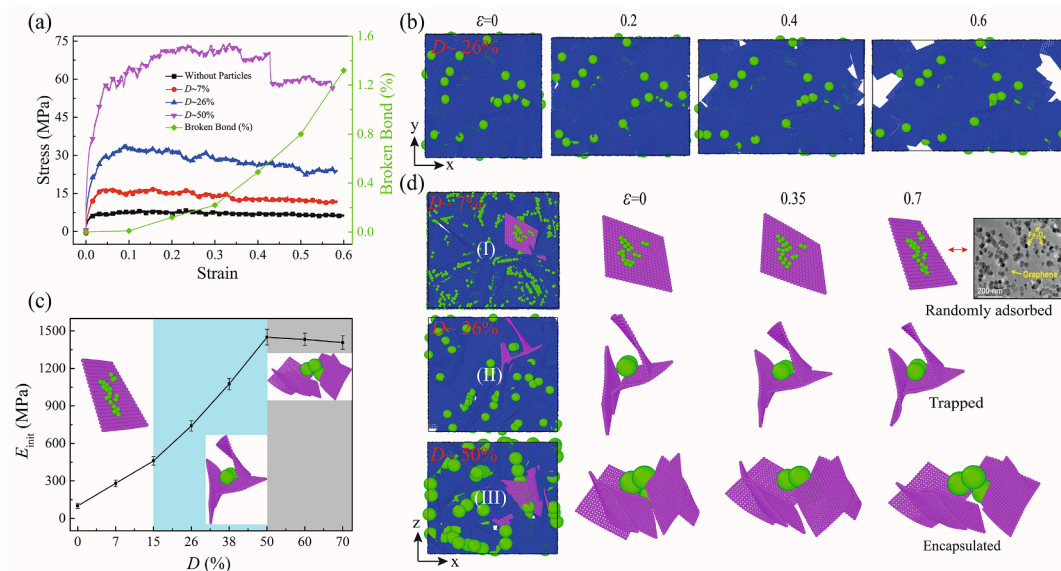 (a)
Stress (MPa)
75
60
45
30
15
0
Without Particles
D~7%
D~26%
D~50%
Broken Bond (%)
1.6
1.2
0.8
0.4
0.0
Broken Bond (%)
0.0 0.1 0.2 0.3 0.4 0.5 0.6
Strain
(b)
ε=0 0.2 0.4 0.6
D~26%
y
x
(c)
E_init (MPa)
1500
1200
900
600
300
0
0 7 15 26 38 50 60 70
D (%)
(d)
ε=0 0.35 0.7
D~7%
(I)
Fe₃O₄
Graphene
200 nm
Randomly adsorbed
D~26%
(II)
Trapped
D~50%
(III)
Encapsulated
z
x